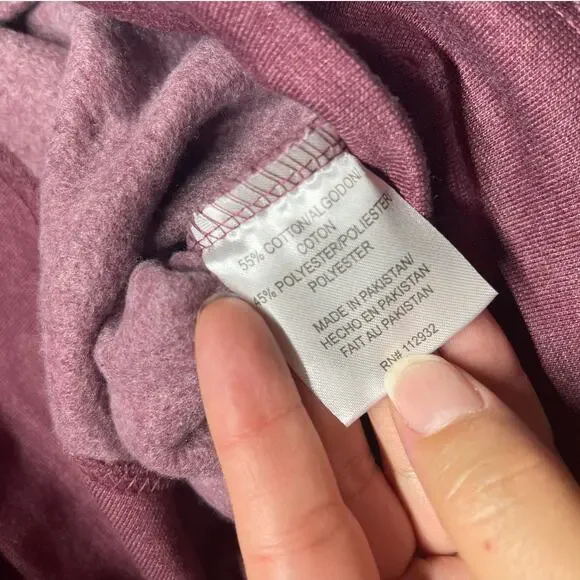 55% COTTON/ALGODON/
COTON
45% POLYESTER/POLIESTER/
POLYESTER
MADE IN PAKISTAN/
HECHO EN PAKISTAN
FAIT AU PAKISTAN
RN# 112932